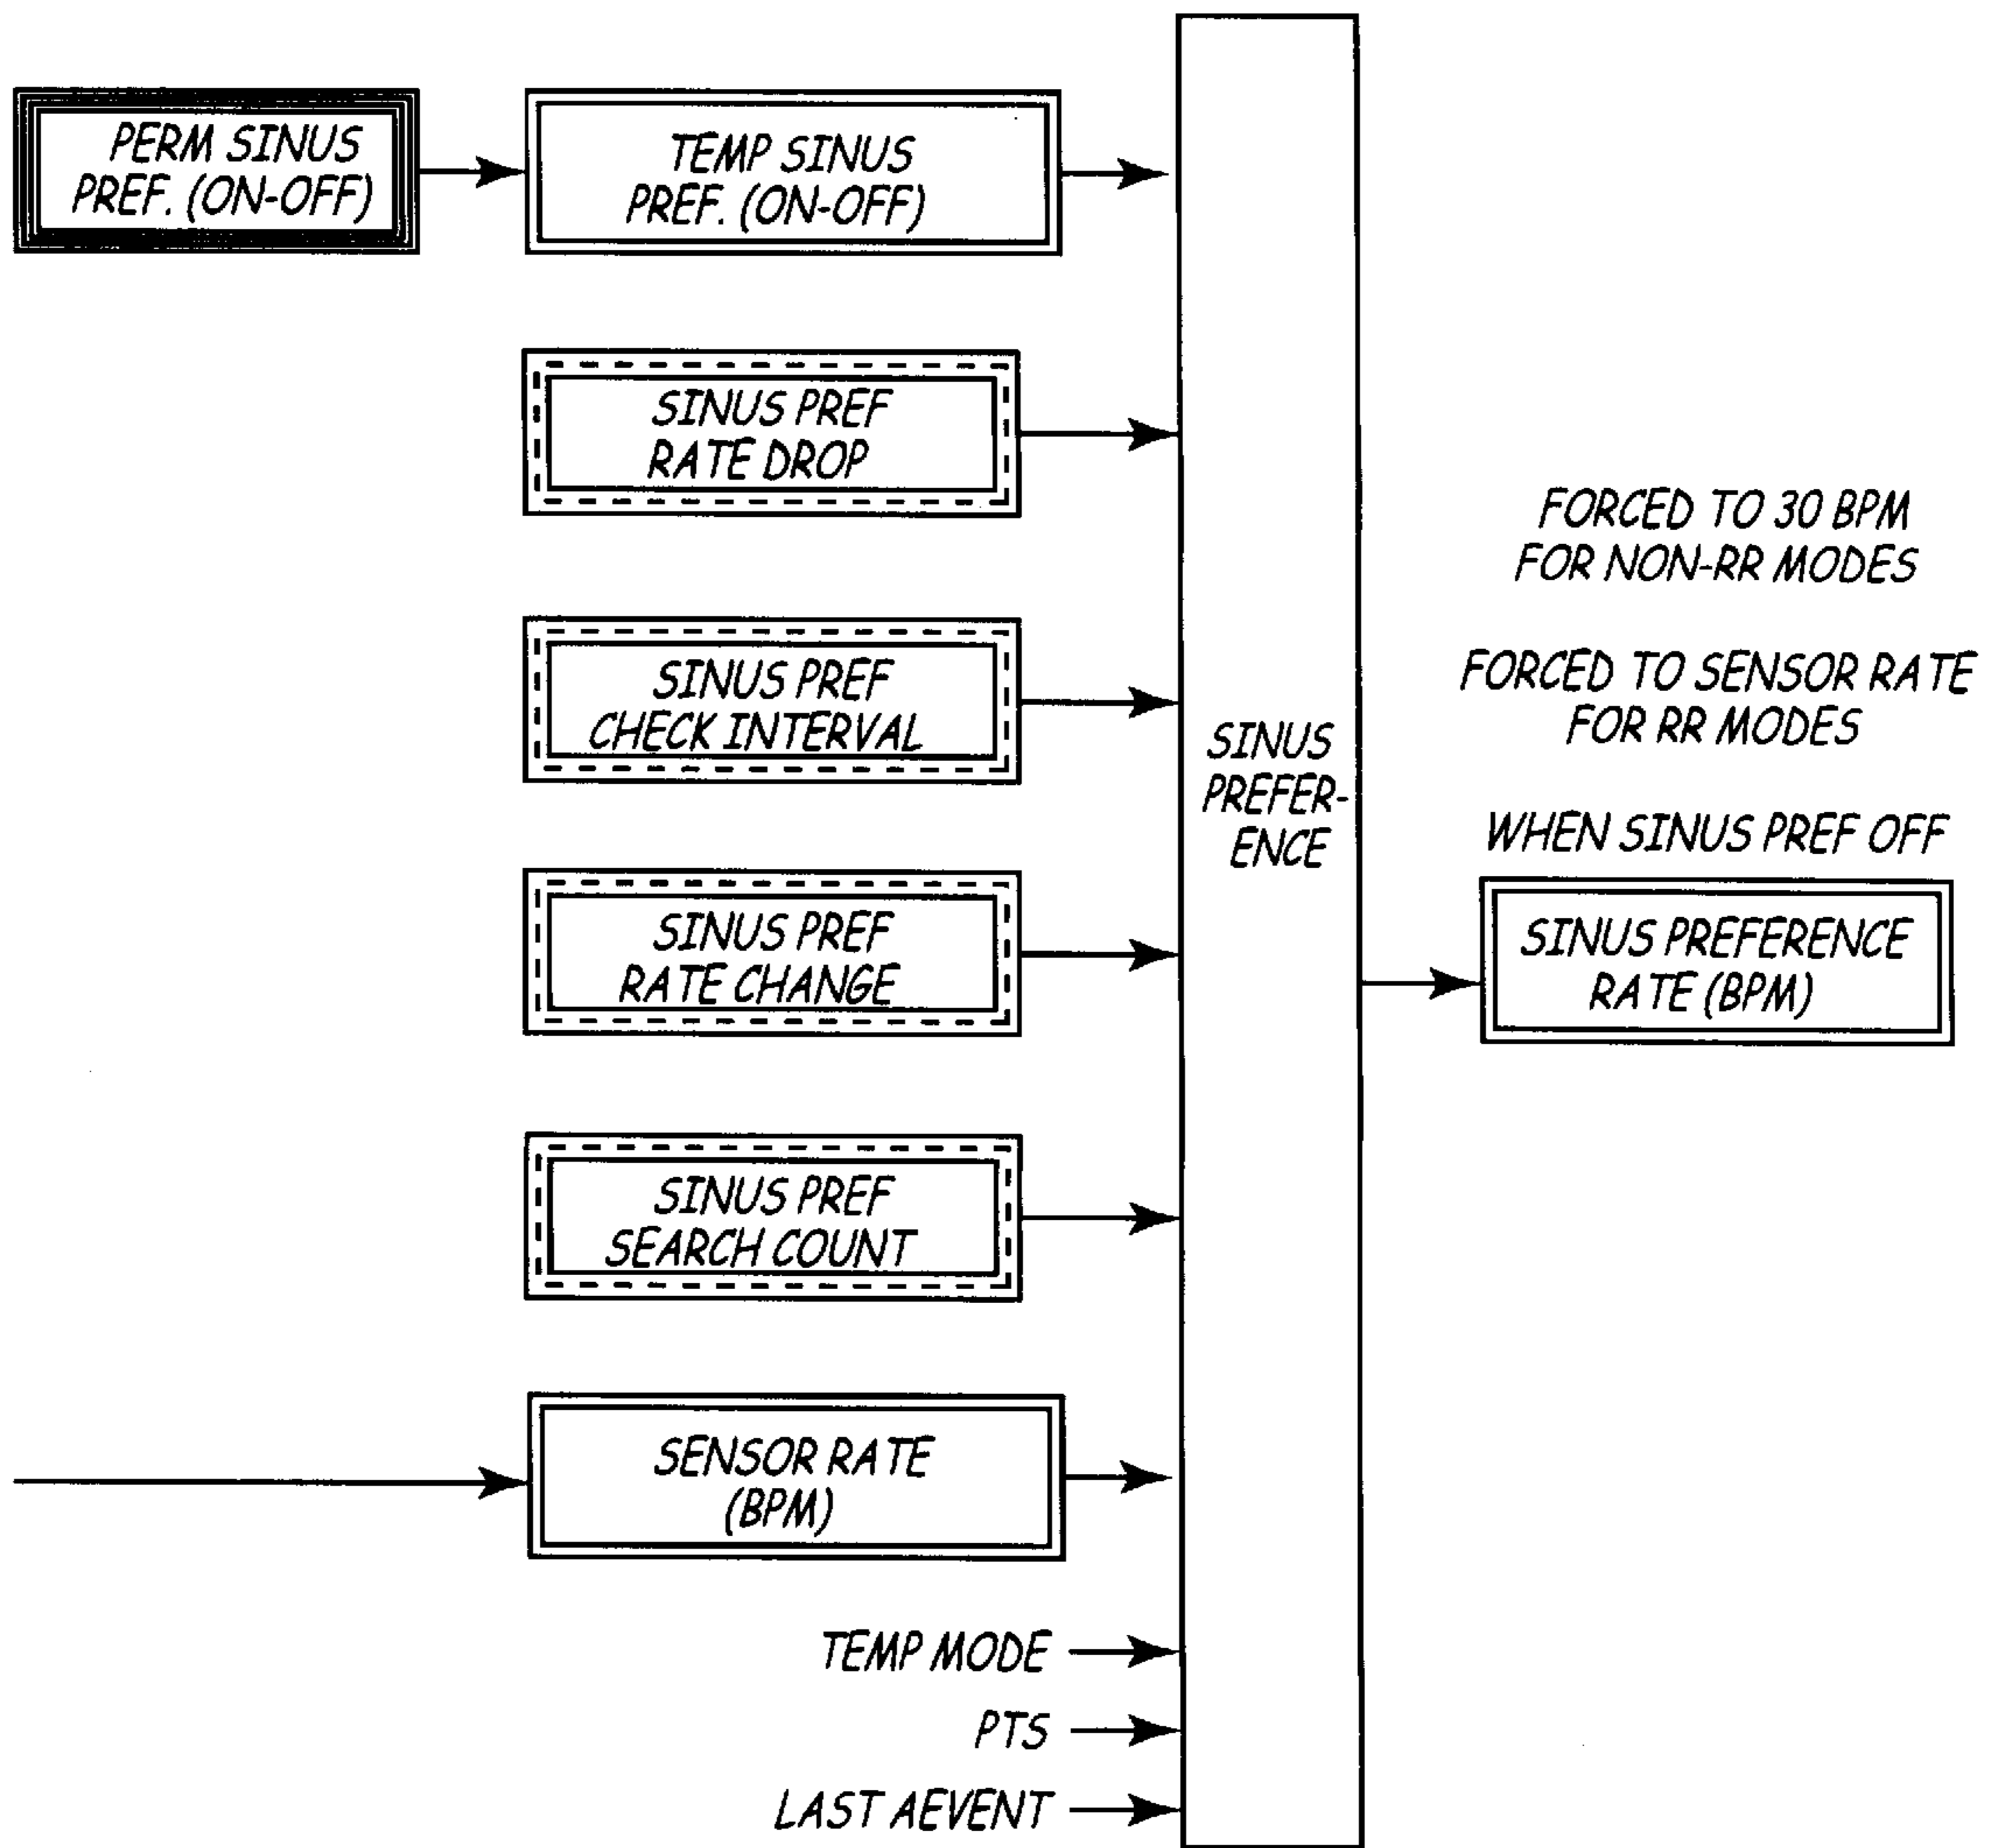 PERM SINUS
PREF. (ON-OFF)
TEMP SINUS
PREF. (ON-OFF)
SINUS PREF
RATE DROP
SINUS PREF
CHECK INTERVAL
SINUS PREF
RATE CHANGE
SINUS PREF
SEARCH COUNT
SENSOR RATE
(BPM)
TEMP MODE
PTS
LAST AEVENT
SINUS
PREFER-
ENCE
FORCED TO 30 BPM
FOR NON-RR MODES
FORCED TO SENSOR RATE
FOR RR MODES
WHEN SINUS PREF OFF
SINUS PREFERENCE
RATE (BPM)